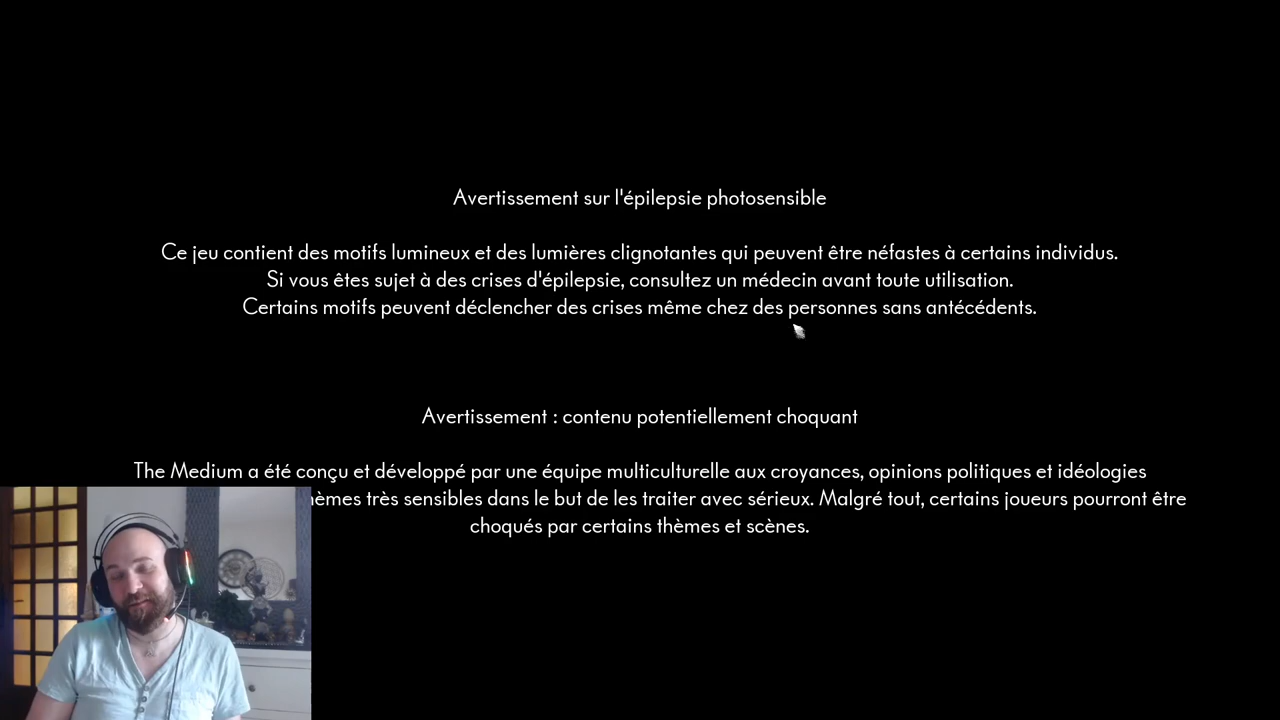 Avertissement sur l'épilepsie photosensible
Ce jeu contient des motifs lumineux et des lumières clignotantes qui peuvent être néfastes à certains individus.
Si vous êtes sujet à des crises d'épilepsie, consultez un médecin avant toute utilisation.
Certains motifs peuvent déclencher des crises même chez des personnes sans antécédents.
Avertissement : contenu potentiellement choquant
The Medium a été conçu et développé par une équipe multiculturelle aux croyances, opinions politiques et idéologies
très sensibles dans le but de les traiter avec sérieux. Malgré tout, certains joueurs pourront être
choqués par certains thèmes et scènes.